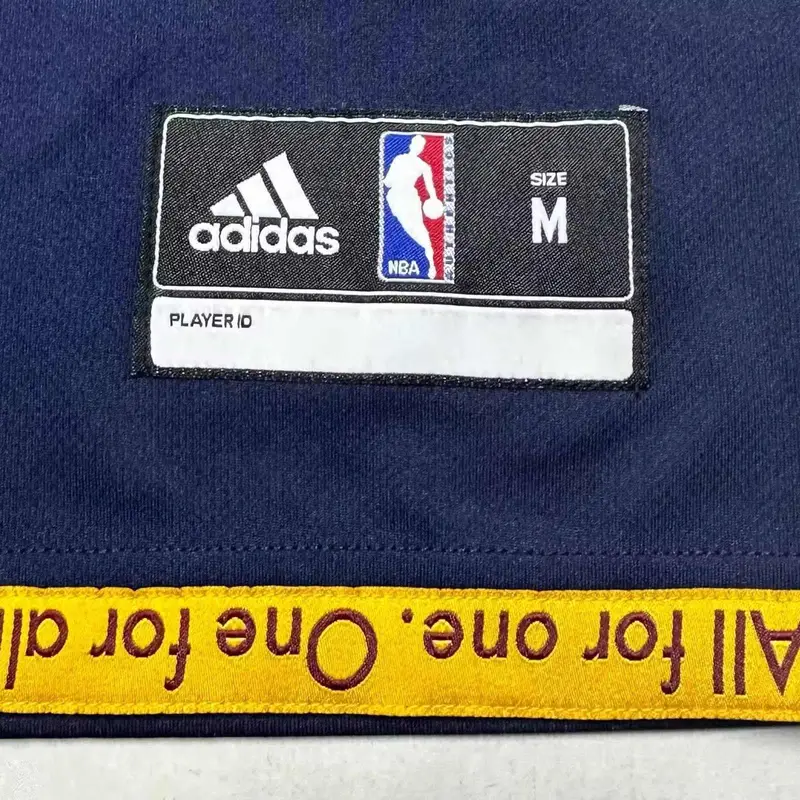 adidas
NBA
AUTHENTICS
SIZE
M
PLAYER ID
All for one. One for all